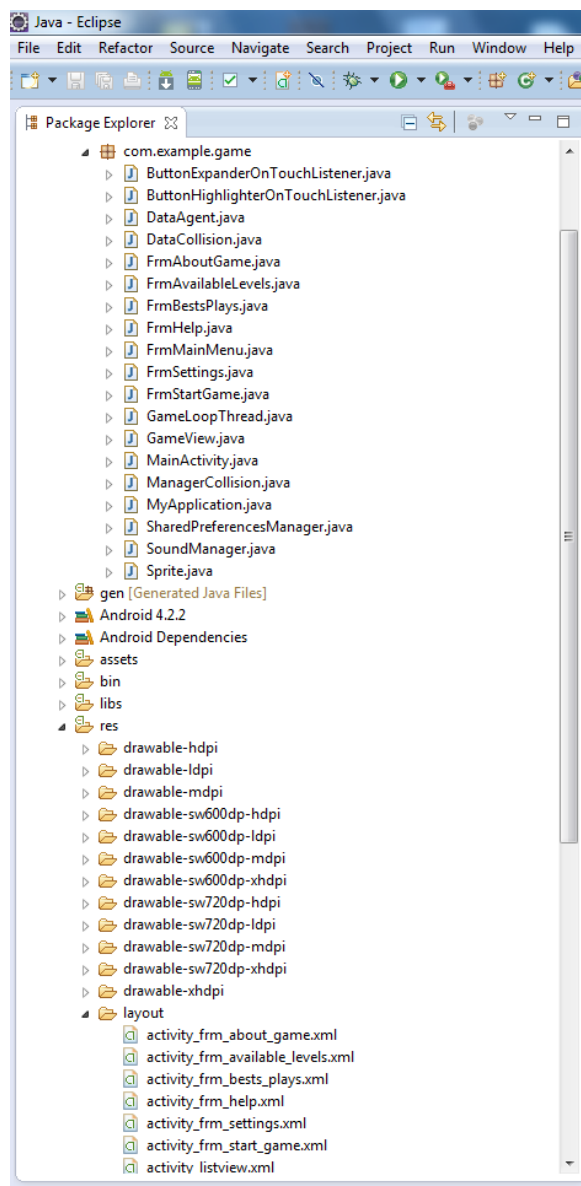 Java - Eclipse
File Edit Refactor Source Navigate Search Project Run Window Help
Package Explorer
com.example.game
ButtonExpanderOnTouchListener.java
ButtonHighlighterOnTouchListener.java
DataAgent.java
DataCollision.java
FrmAboutGame.java
FrmAvailableLevels.java
FrmBestsPlays.java
FrmHelp.java
FrmMainMenu.java
FrmSettings.java
FrmStartGame.java
GameLoopThread.java
GameView.java
MainActivity.java
ManagerCollision.java
MyApplication.java
SharedPreferencesManager.java
SoundManager.java
Sprite.java
gen [Generated Java Files]
Android 4.2.2
Android Dependencies
assets
bin
libs
res
drawable-hdpi
drawable-ldpi
drawable-mdpi
drawable-sw600dp-hdpi
drawable-sw600dp-ldpi
drawable-sw600dp-mdpi
drawable-sw600dp-xhdpi
drawable-sw720dp-hdpi
drawable-sw720dp-ldpi
drawable-sw720dp-mdpi
drawable-sw720dp-xhdpi
drawable-xhdpi
layout
activity_frm_about_game.xml
activity_frm_available_levels.xml
activity_frm_bests_plays.xml
activity_frm_help.xml
activity_frm_settings.xml
activity_frm_start_game.xml
activity_listview.xml